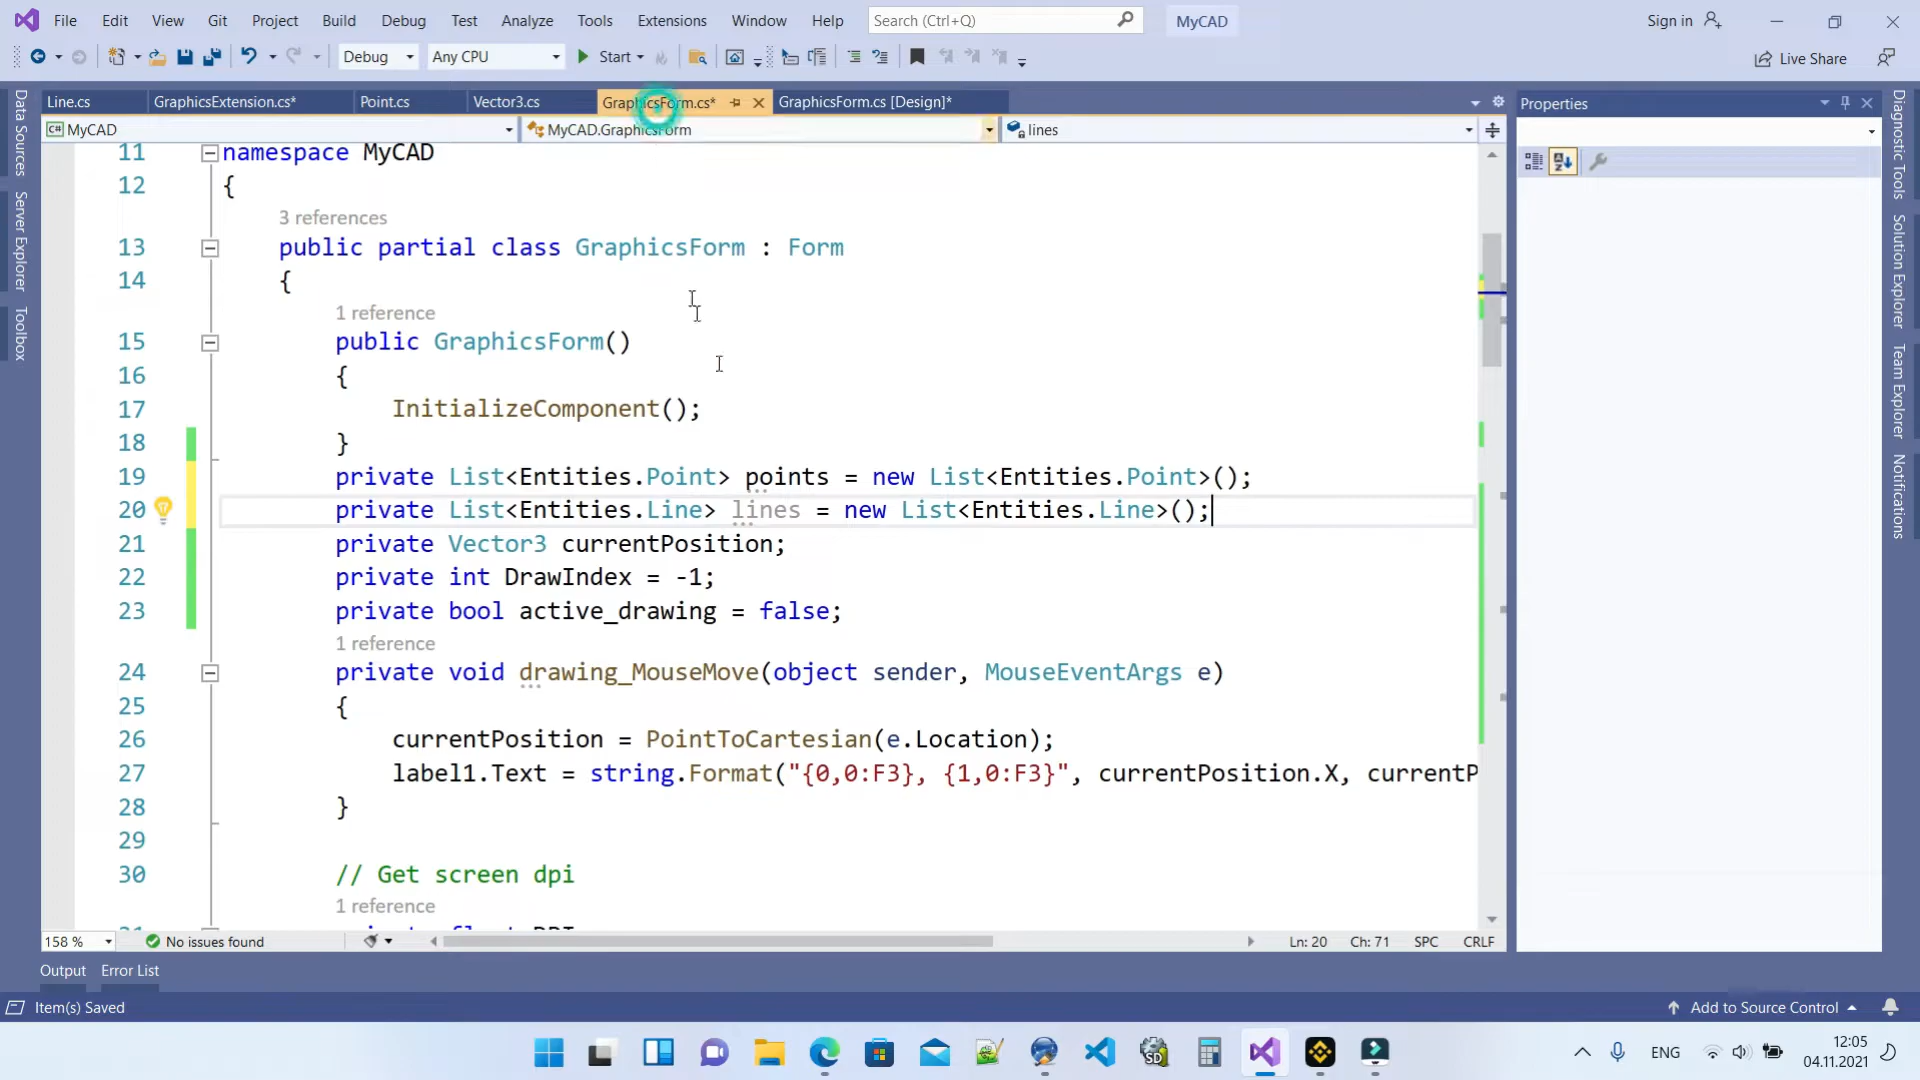 File Edit View Git Project Build Debug Test Analyze Tools Extensions Window Help Search (Ctrl+Q) MyCAD Sign in
Debug Any CPU Start Live Share
Line.cs GraphicsExtension.cs* Point.cs Vector3.cs GraphicsForm.cs* GraphicsForm.cs [Design]*
MyCAD MyCAD.GraphicsForm lines
Data Sources
Server Explorer
Toolbox
11 namespace MyCAD
12 {
3 references
13 public partial class GraphicsForm : Form
14 {
1 reference
15 public GraphicsForm()
16 {
17 InitializeComponent();
18 }
19 private List<Entities.Point> points = new List<Entities.Point>();
20 private List<Entities.Line> lines = new List<Entities.Line>();
21 private Vector3 currentPosition;
22 private int DrawIndex = -1;
23 private bool active_drawing = false;
1 reference
24 private void drawing_MouseMove(object sender, MouseEventArgs e)
25 {
26 currentPosition = PointToCartesian(e.Location);
27 label1.Text = string.Format("{0,0:F3}, {1,0:F3}", currentPosition.X, currentP
28 }
29
30 // Get screen dpi
1 reference
Properties
Diagnostic Tools
Solution Explorer
Team Explorer
Notifications
158 % No issues found Ln: 20 Ch: 71 SPC CRLF
Output Error List
Item(s) Saved Add to Source Control
ENG 12:05
04.11.2021